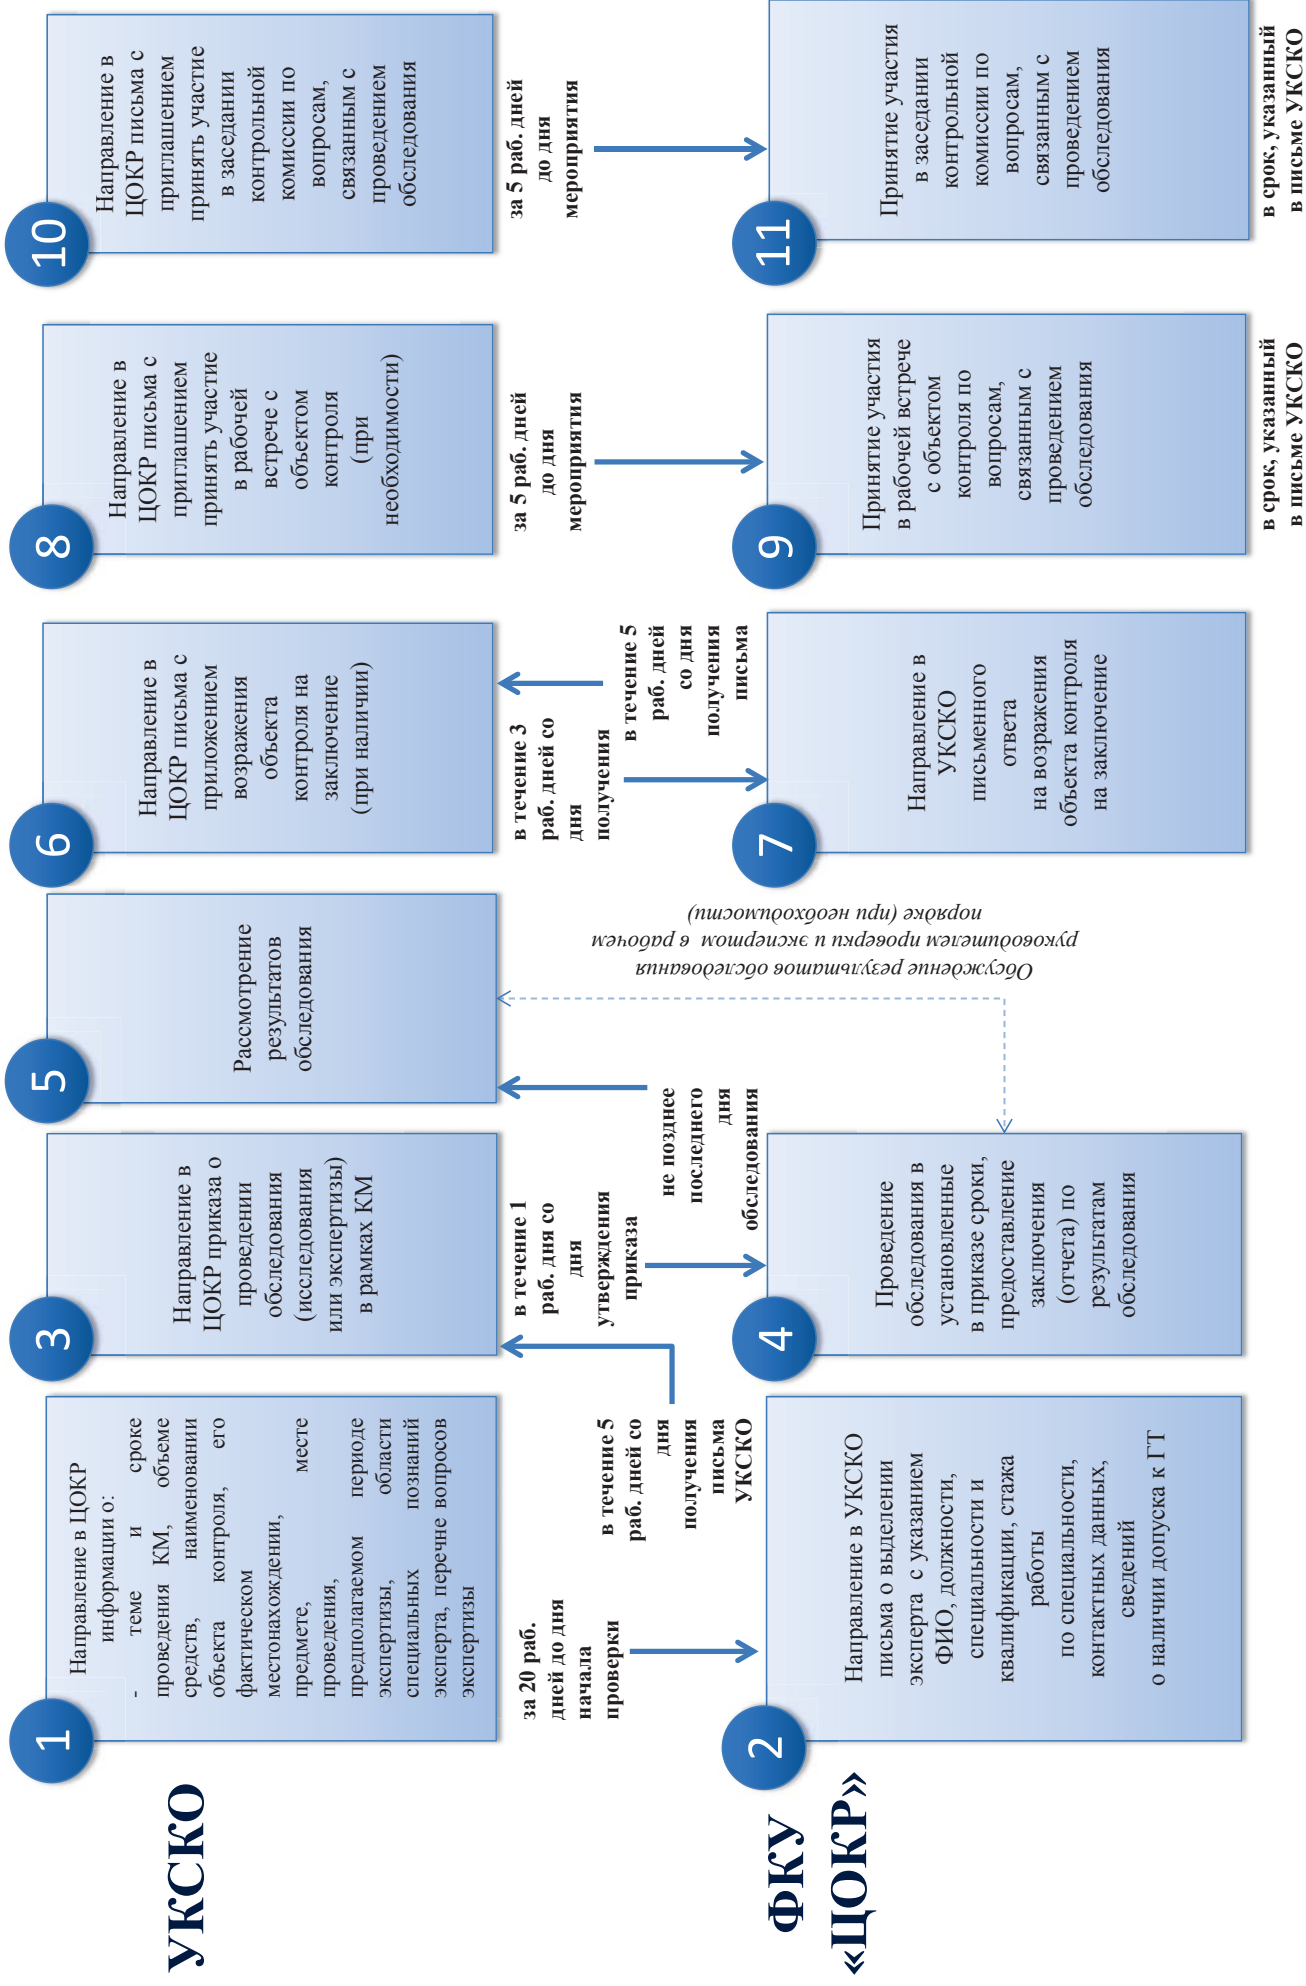 УКСКО
1
Направление в ЦОКР
информации о:
- теме и сроке
проведения КМ, объеме
средств, наименовании
объекта контроля, его
фактическом
местонахождении,
предмете, месте
проведения,
предполагаемом периоде
экспертизы, области
специальных познаний
эксперта, перечне вопросов
экспертизы
3
Направление в
ЦОКР приказа о
проведении
обследования
(исследования
или экспертизы)
в рамках КМ
5
Рассмотрение
результатов
обследования
6
Направление в
ЦОКР письма с
приложением
возражения
объекта
контроля на
заключение
(при наличии)
8
Направление в
ЦОКР письма с
приглашением
принять участие
в рабочей
встрече с
объектом
контроля
(при
необходимости)
10
Направление в
ЦОКР письма с
приглашением
принять участие
в заседании
контрольной
комиссии по
вопросам,
связанным с
проведением
обследования
за 20 раб.
дней до дня
начала
проверки
в течение 5
раб. дней со
дня
получения
письма
УКСКО
в течение 1
раб. дня со
дня
утверждения
приказа
не позднее
последнего
дня
обследования
Обсуждение результатов обследования
руководителем проверки и экспертом в рабочем
порядке (при необходимости)
в течение 3
раб. дней со
дня
получения
в течение 5
раб. дней
со дня
получения
письма
за 5 раб. дней
до дня
мероприятия
за 5 раб. дней
до дня
мероприятия
ФКУ
«ЦОКР»
2
Направление в УКСКО
письма о выделении
эксперта с указанием
ФИО, должности,
специальности и
квалификации, стажа
работы
по специальности,
контактных данных,
сведений
о наличии допуска к ГТ
4
Проведение
обследования в
установленные
в приказе сроки,
предоставление
заключения
(отчета) по
результатам
обследования
7
Направление в
УКСКО
письменного
ответа
на возражения
объекта контроля
на заключение
9
Принятие участия
в рабочей встрече
с объектом
контроля по
вопросам,
связанным с
проведением
обследования
в срок, указанный
в письме УКСКО
11
Принятие участия
в заседании
контрольной
комиссии по
вопросам,
связанным с
проведением
обследования
в срок, указанный
в письме УКСКО